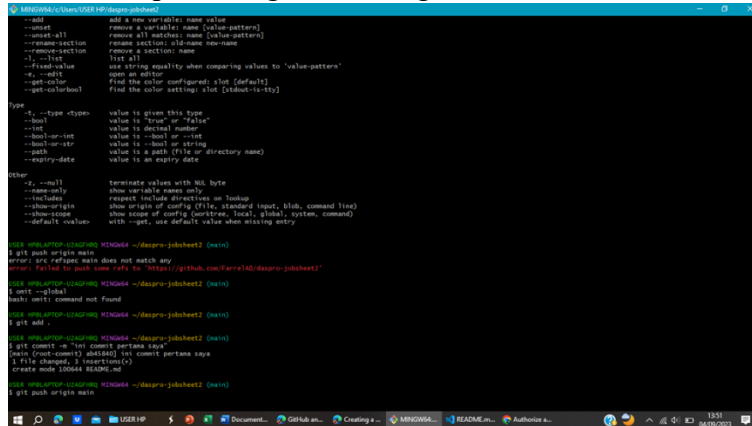 MINGW64:/c/Users/USER HP/daspro-jobsheet2
--add add a new variable: name value
--unset remove a variable: name [value-pattern]
--unset-all remove all matches: name [value-pattern]
--rename-section rename section: old-name new-name
--remove-section remove a section: name
-l, --list list all
--fixed-value use string equality when comparing values to 'value-pattern'
-e, --edit open an editor
--get-color find the color configured: slot [default]
--get-colorbool find the color setting: slot [stdout-is-tty]
Type
-t, --type <type> value is given this type
--bool value is "true" or "false"
--int value is decimal number
--bool-or-int value is --bool or --int
--bool-or-str value is --bool or string
--path value is a path (file or directory name)
--expiry-date value is an expiry date
Other
-z, --null terminate values with NUL byte
--name-only show variable names only
--includes respect include directives on lookup
--show-origin show origin of config (file, standard input, blob, command line)
--show-scope show scope of config (worktree, local, global, system, command)
--default <value> with --get, use default value when missing entry
USER HP@LAPTOP-U2AGFHRQ MINGW64 ~/daspro-jobsheet2 (main)
$ git push origin main
error: src refspec main does not match any
error: failed to push some refs to 'https://github.com/FarrelAD/daspro-jobsheet2'
USER HP@LAPTOP-U2AGFHRQ MINGW64 ~/daspro-jobsheet2 (main)
$ omit --global
bash: omit: command not found
USER HP@LAPTOP-U2AGFHRQ MINGW64 ~/daspro-jobsheet2 (main)
$ git add .
USER HP@LAPTOP-U2AGFHRQ MINGW64 ~/daspro-jobsheet2 (main)
$ git commit -m "ini commit pertama saya"
[main (root-commit) ab45840] ini commit pertama saya
1 file changed, 3 insertions(+)
create mode 100644 README.md
USER HP@LAPTOP-U2AGFHRQ MINGW64 ~/daspro-jobsheet2 (main)
$ git push origin main
USER HP Document... GitHub an... Creating a ... MINGW64:... README.m... Authorize a... 13:51
04/09/2023